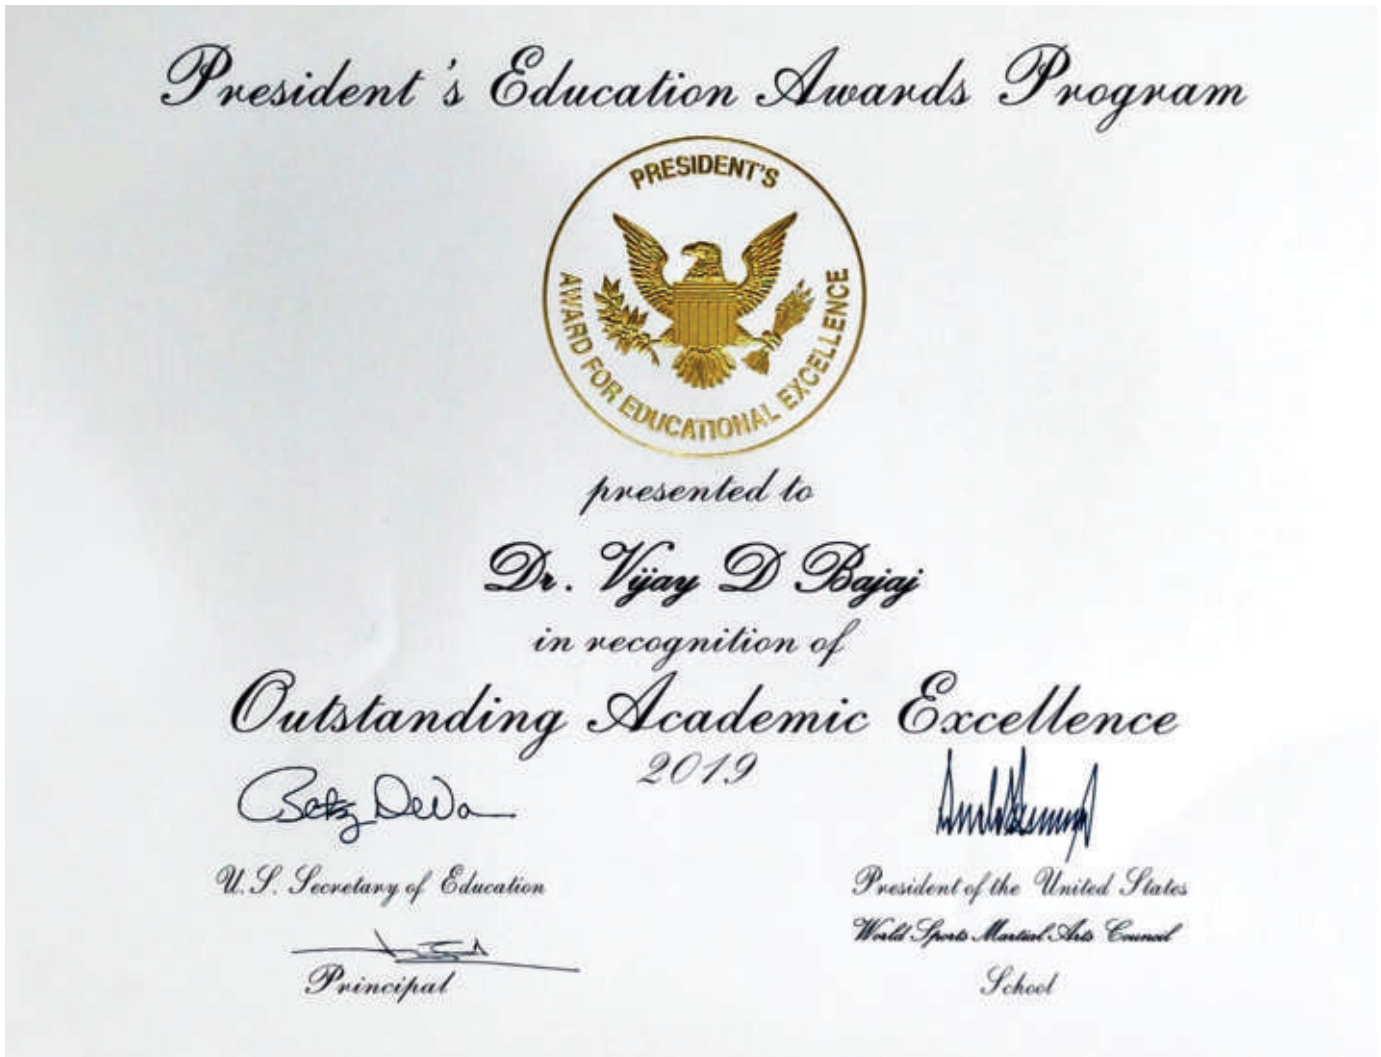 President's Education Awards Program
PRESIDENT'S
AWARD FOR EDUCATIONAL EXCELLENCE
presented to
Dr. Vijay D Bajaj
in recognition of
Outstanding Academic Excellence
2019
U.S. Secretary of Education
President of the United States
World Sports Martial Arts Council
Principal
School